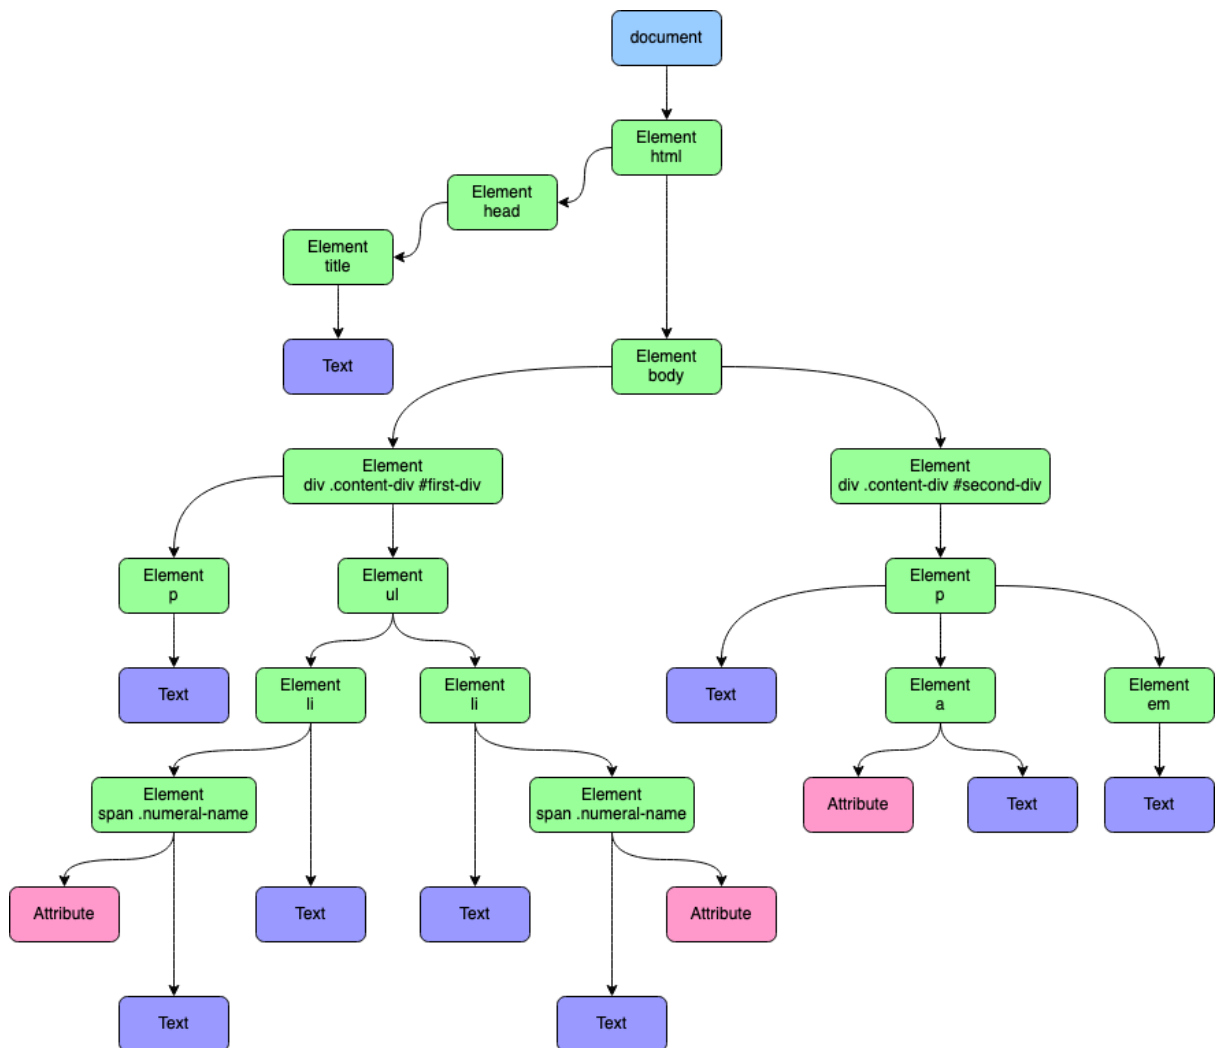 document
Element
html
Element
head
Element
title
Text
Element
body
Element
div .content-div #first-div
Element
div .content-div #second-div
Element
p
Element
ul
Element
p
Text
Element
li
Element
li
Text
Element
a
Element
em
Element
span .numeral-name
Element
span .numeral-name
Attribute
Text
Text
Attribute
Text
Text
Attribute
Text
Text